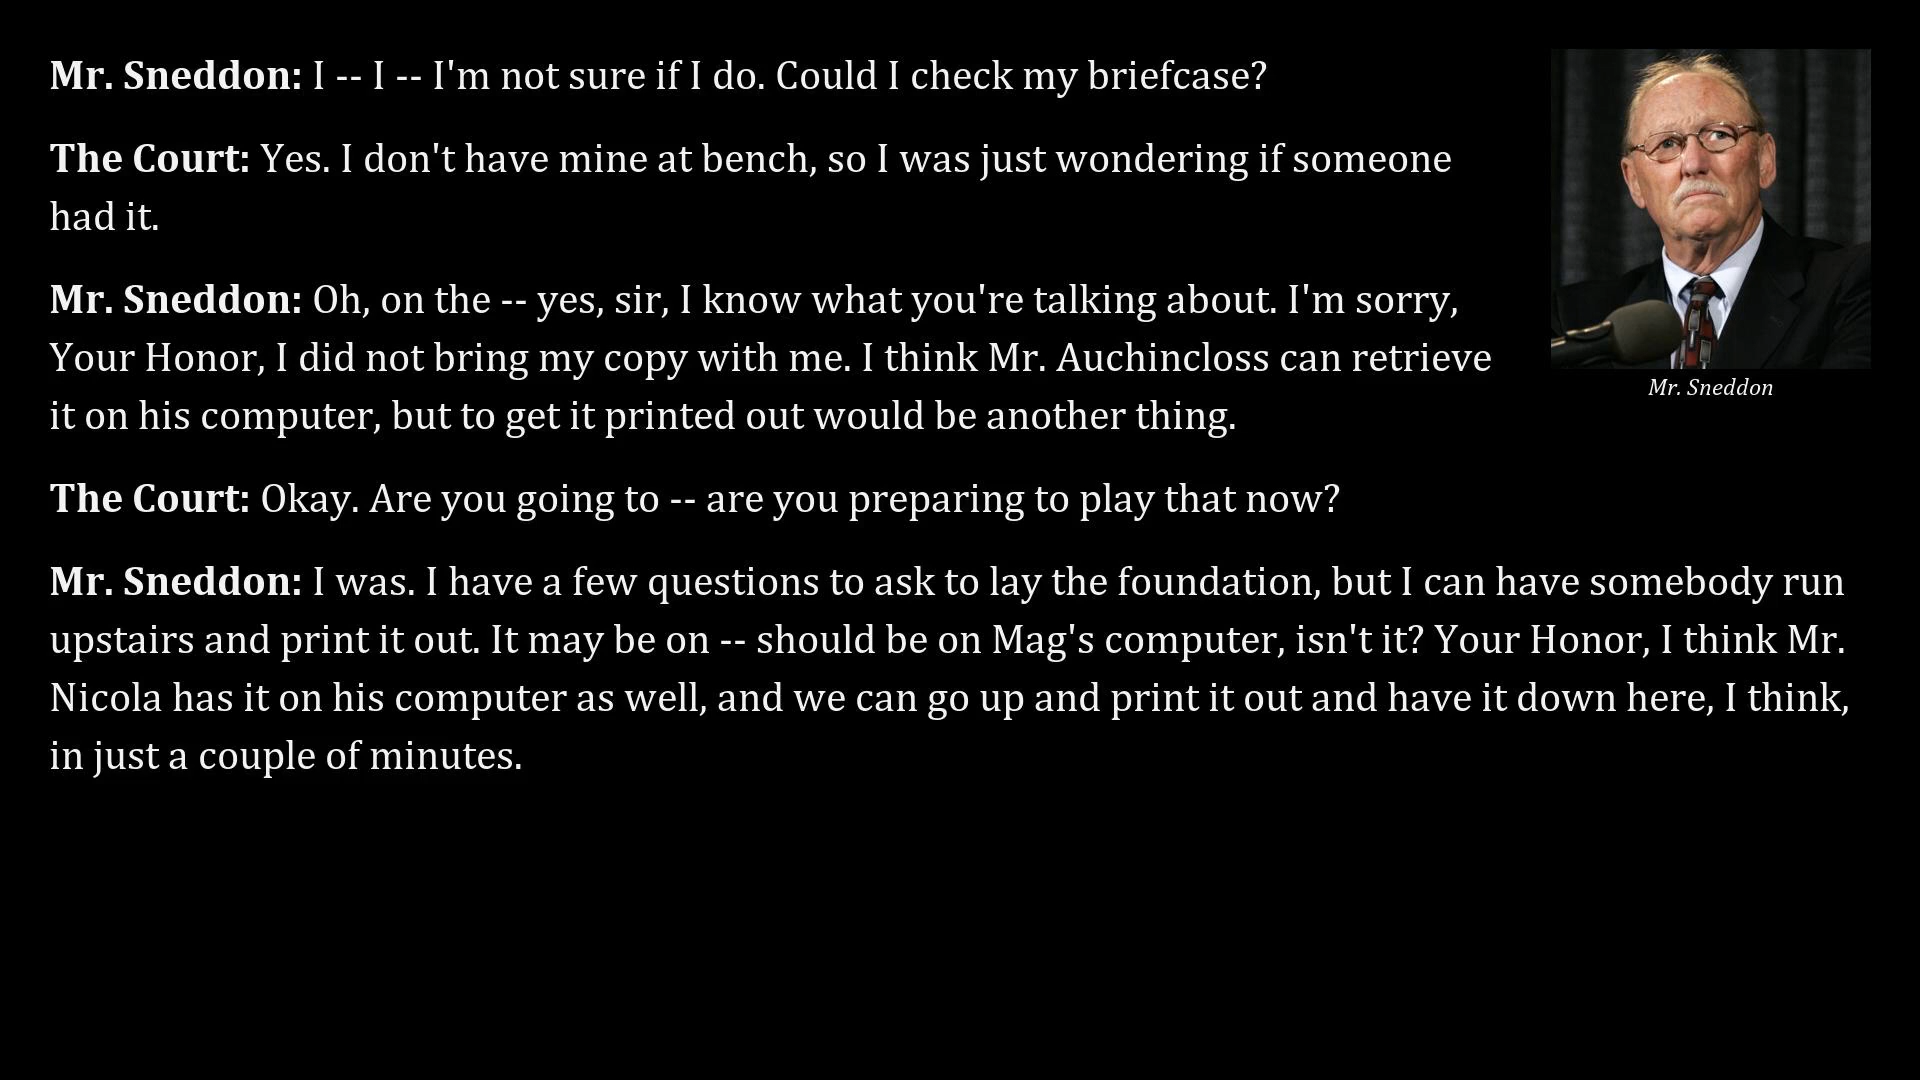 Mr. Sneddon: I -- I -- I'm not sure if I do. Could I check my briefcase?
The Court: Yes. I don't have mine at bench, so I was just wondering if someone
had it.
Mr. Sneddon: Oh, on the -- yes, sir, I know what you're talking about. I'm sorry,
Your Honor, I did not bring my copy with me. I think Mr. Auchincloss can retrieve
it on his computer, but to get it printed out would be another thing.
Mr. Sneddon
The Court: Okay. Are you going to -- are you preparing to play that now?
Mr. Sneddon: I was. I have a few questions to ask to lay the foundation, but I can have somebody run
upstairs and print it out. It may be on -- should be on Mag's computer, isn't it? Your Honor, I think Mr.
Nicola has it on his computer as well, and we can go up and print it out and have it down here, I think,
in just a couple of minutes.